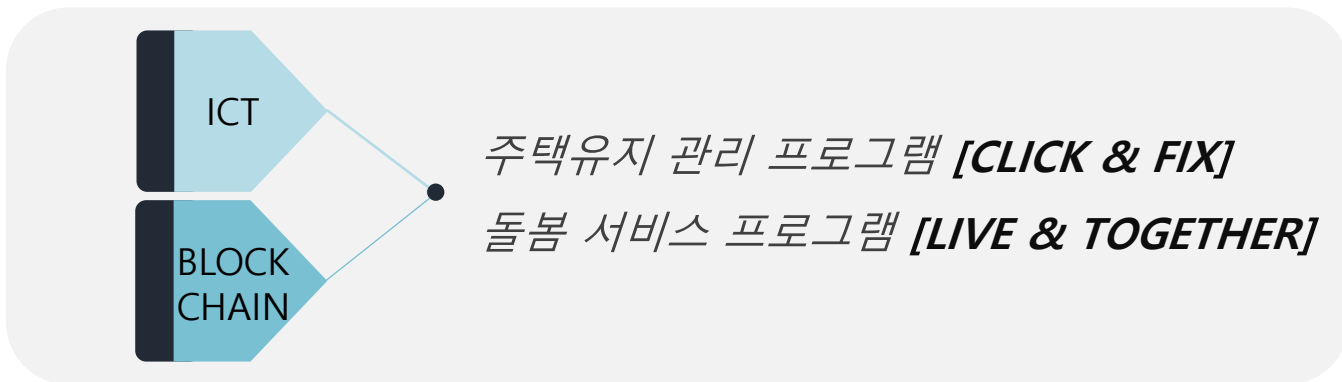 ICT
BLOCK
CHAIN
주택유지 관리 프로그램 [CLICK & FIX]
돌봄 서비스 프로그램 [LIVE & TOGETHER]